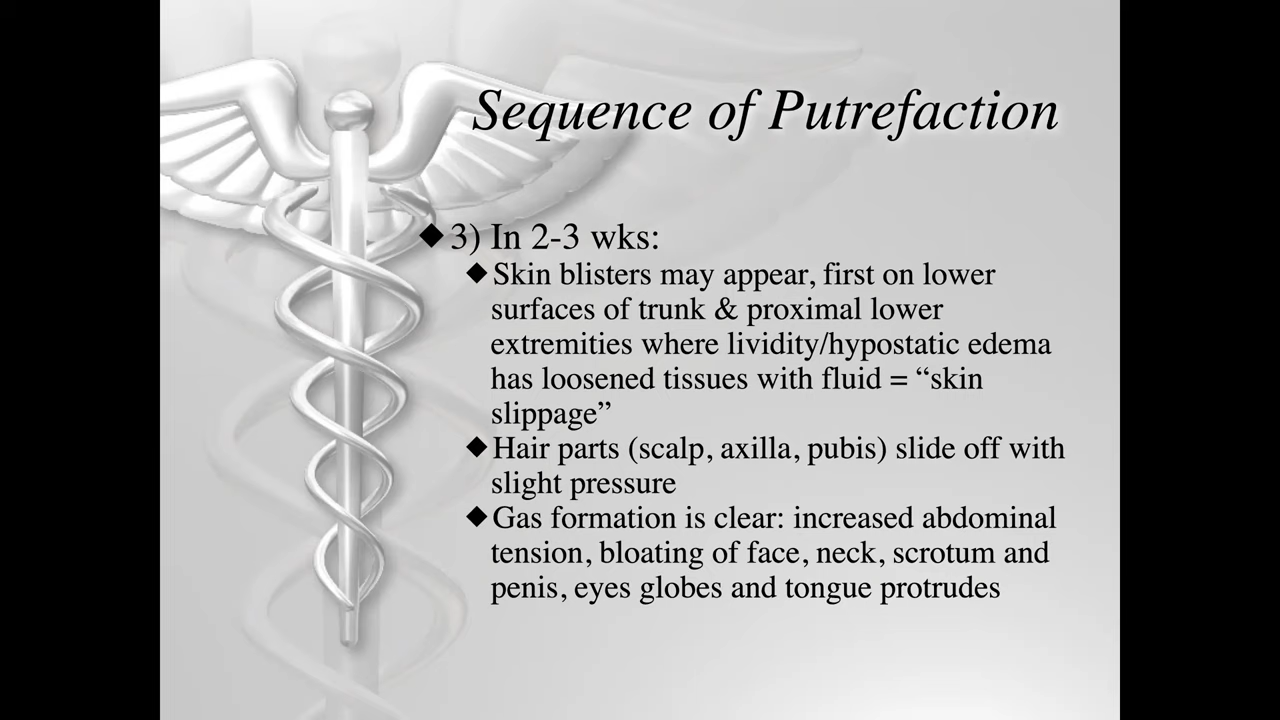 Sequence of Putrefaction
◆3) In 2-3 wks:
◆Skin blisters may appear, first on lower
surfaces of trunk & proximal lower
extremities where lividity/hypostatic edema
has loosened tissues with fluid = “skin
slippage”
◆Hair parts (scalp, axilla, pubis) slide off with
slight pressure
◆Gas formation is clear: increased abdominal
tension, bloating of face, neck, scrotum and
penis, eyes globes and tongue protrudes